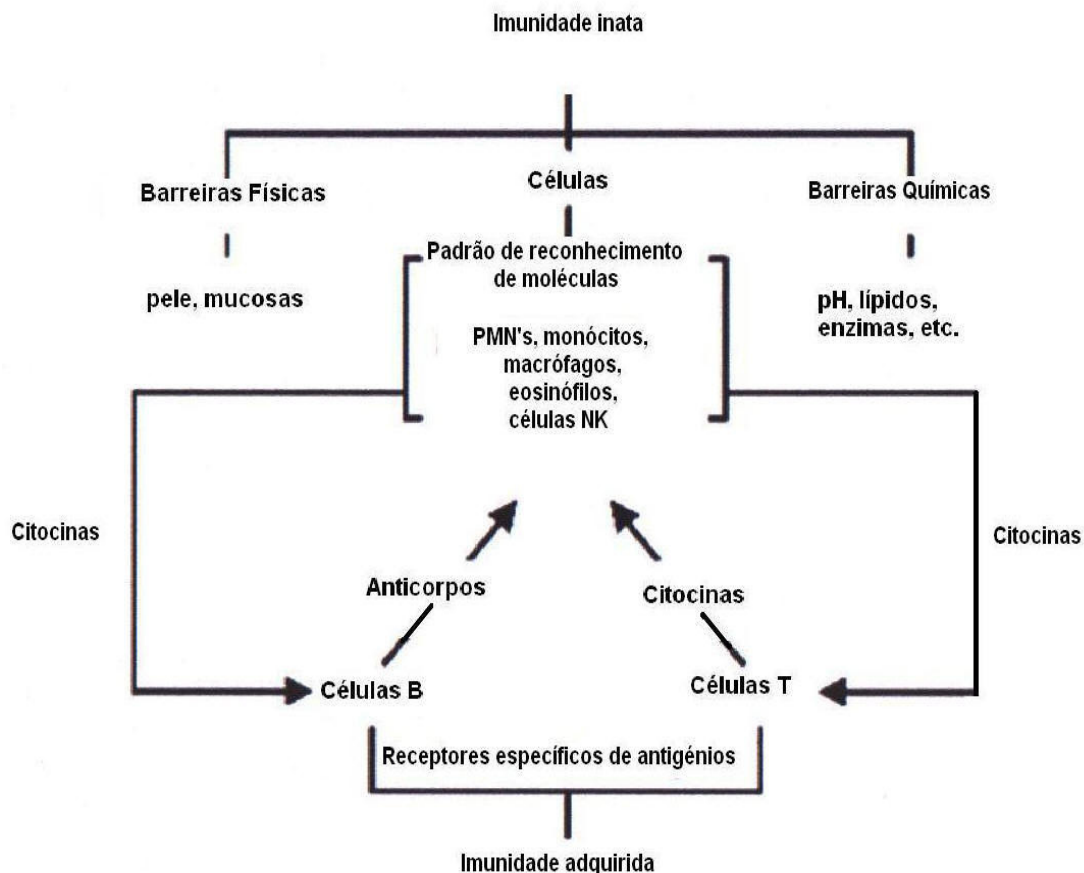 Imunidade inata
Barreiras Físicas
Células
Barreiras Químicas
Padrão de reconhecimento
de moléculas
pele, mucosas
pH, lípidos,
enzimas, etc.
PMN's, monócitos,
macrófagos,
eosinófilos,
células NK
Citocinas
Citocinas
Anticorpos
Citocinas
Células B
Células T
Receptores específicos de antigénios
Imunidade adquirida